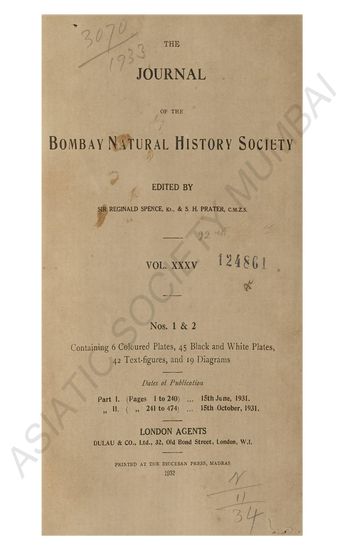 3070
1933
THE
JOURNAL
OF THE
BOMBAY NATURAL HISTORY SOCIETY
EDITED BY
SIR REGINALD SPENCE, Kt., & S. H. PRATER, C.M.Z.S.
VOL. XXXV
124861
Nos. 1 & 2
Containing 6 Coloured Plates, 45 Black and White Plates,
42 Text-figures, and 19 Diagrams
Dates of Publication
Part I. (Pages 1 to 240) ... 15th June, 1931.
„ II. ( „ 241 to 474) ... 15th October, 1931.
LONDON AGENTS
DULAU & CO., Ltd., 32, Old Bond Street, London, W.I.
PRINTED AT THE DIOCESAN PRESS, MADRAS
1932
N
11
34
ASIATIC SOCIETY MUMBAI